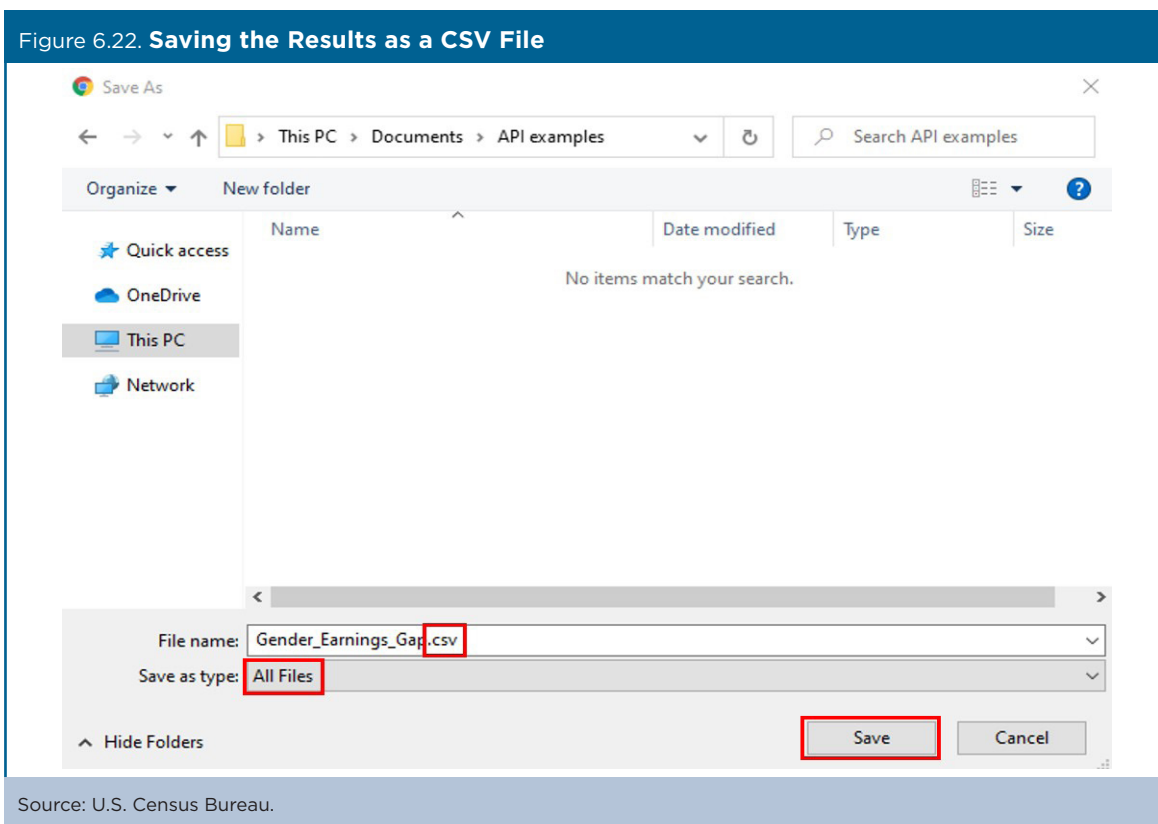 Figure 6.22. Saving the Results as a CSV File
Save As
This PC > Documents > API examples
Search API examples
Organize
New folder
?
Name
Date modified
Type
Size
Quick access
No items match your search.
OneDrive
This PC
Network
File name: Gender_Earnings_Gap.csv
Save as type: All Files
Hide Folders
Save
Cancel
Source: U.S. Census Bureau.